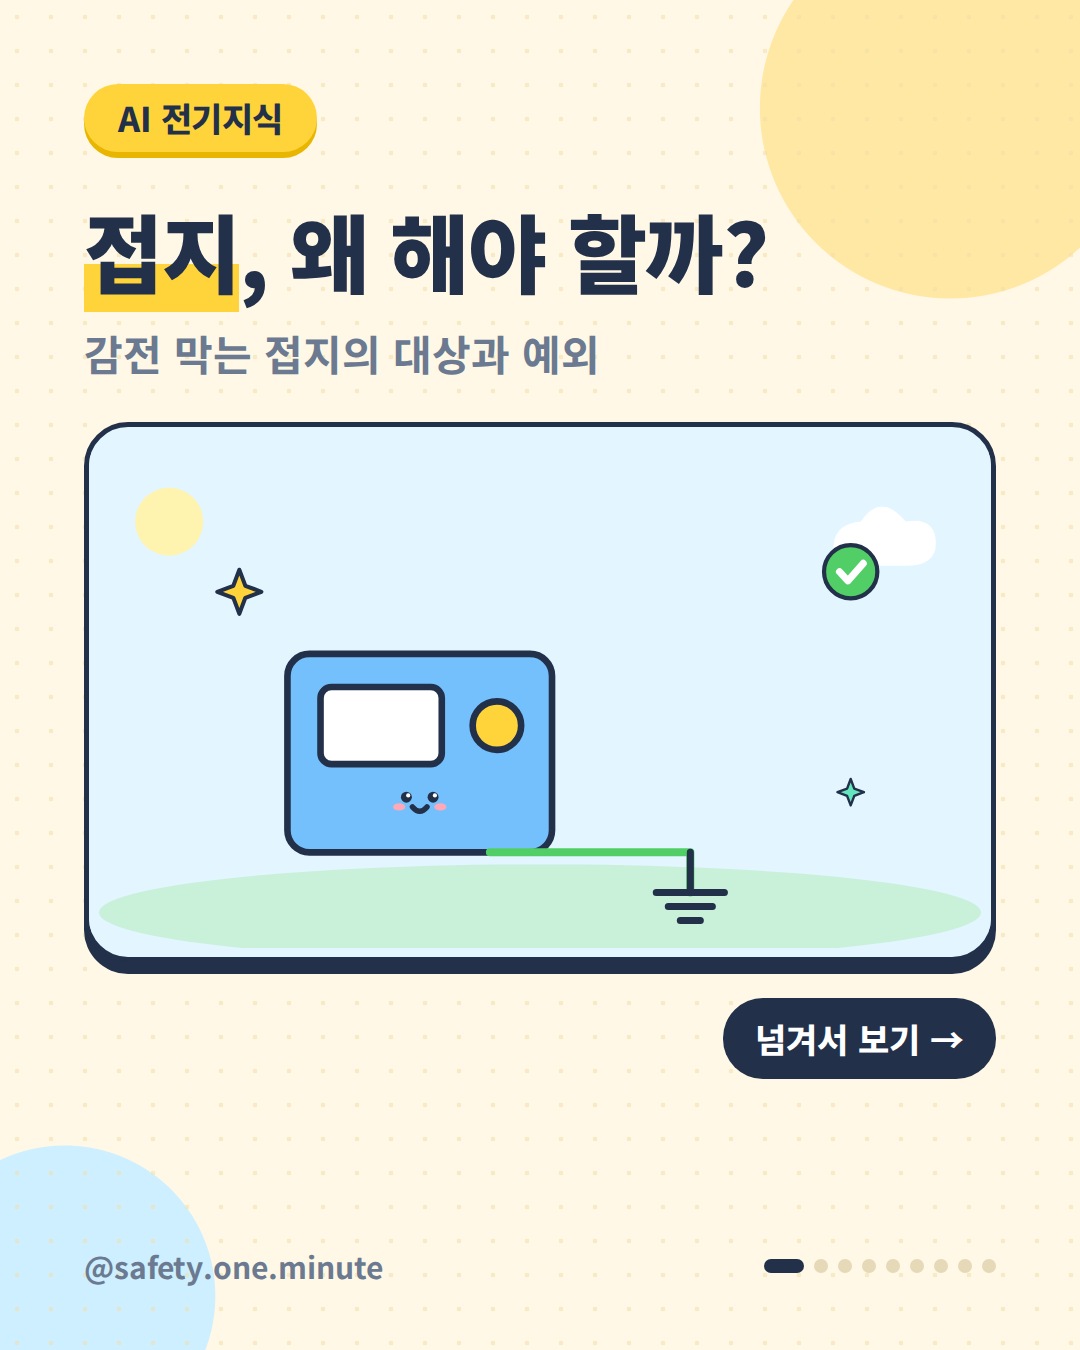 AI 전기지식
접지, 왜 해야 할까?
감전 막는 접지의 대상과 예외
넘겨서 보기 →
@safety.one.minute